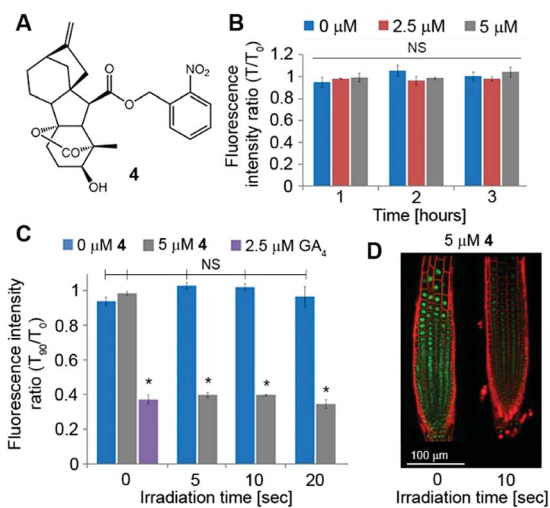 A
NO₂
O
O
O
CO
OH
4
B
0 µM 2.5 µM 5 µM
NS
Fluorescence
intensity ratio (T/T₀)
1.2
1
0.8
0.6
0.4
0.2
0
1 2 3
Time [hours]
C
0 µM 4 5 µM 4 2.5 µM GA₄
NS
Fluorescence intensity
ratio (T₉₀/T₀)
1
0.8
0.6
0.4
0.2
0
* * * *
0 5 10 20
Irradiation time [sec]
D
5 µM 4
100 µm
0 10
Irradiation time [sec]